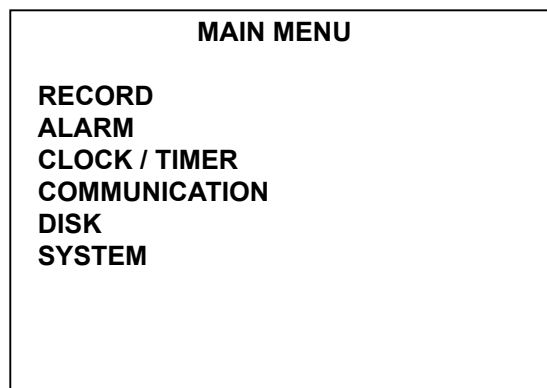 MAIN MENU
RECORD
ALARM
CLOCK / TIMER
COMMUNICATION
DISK
SYSTEM